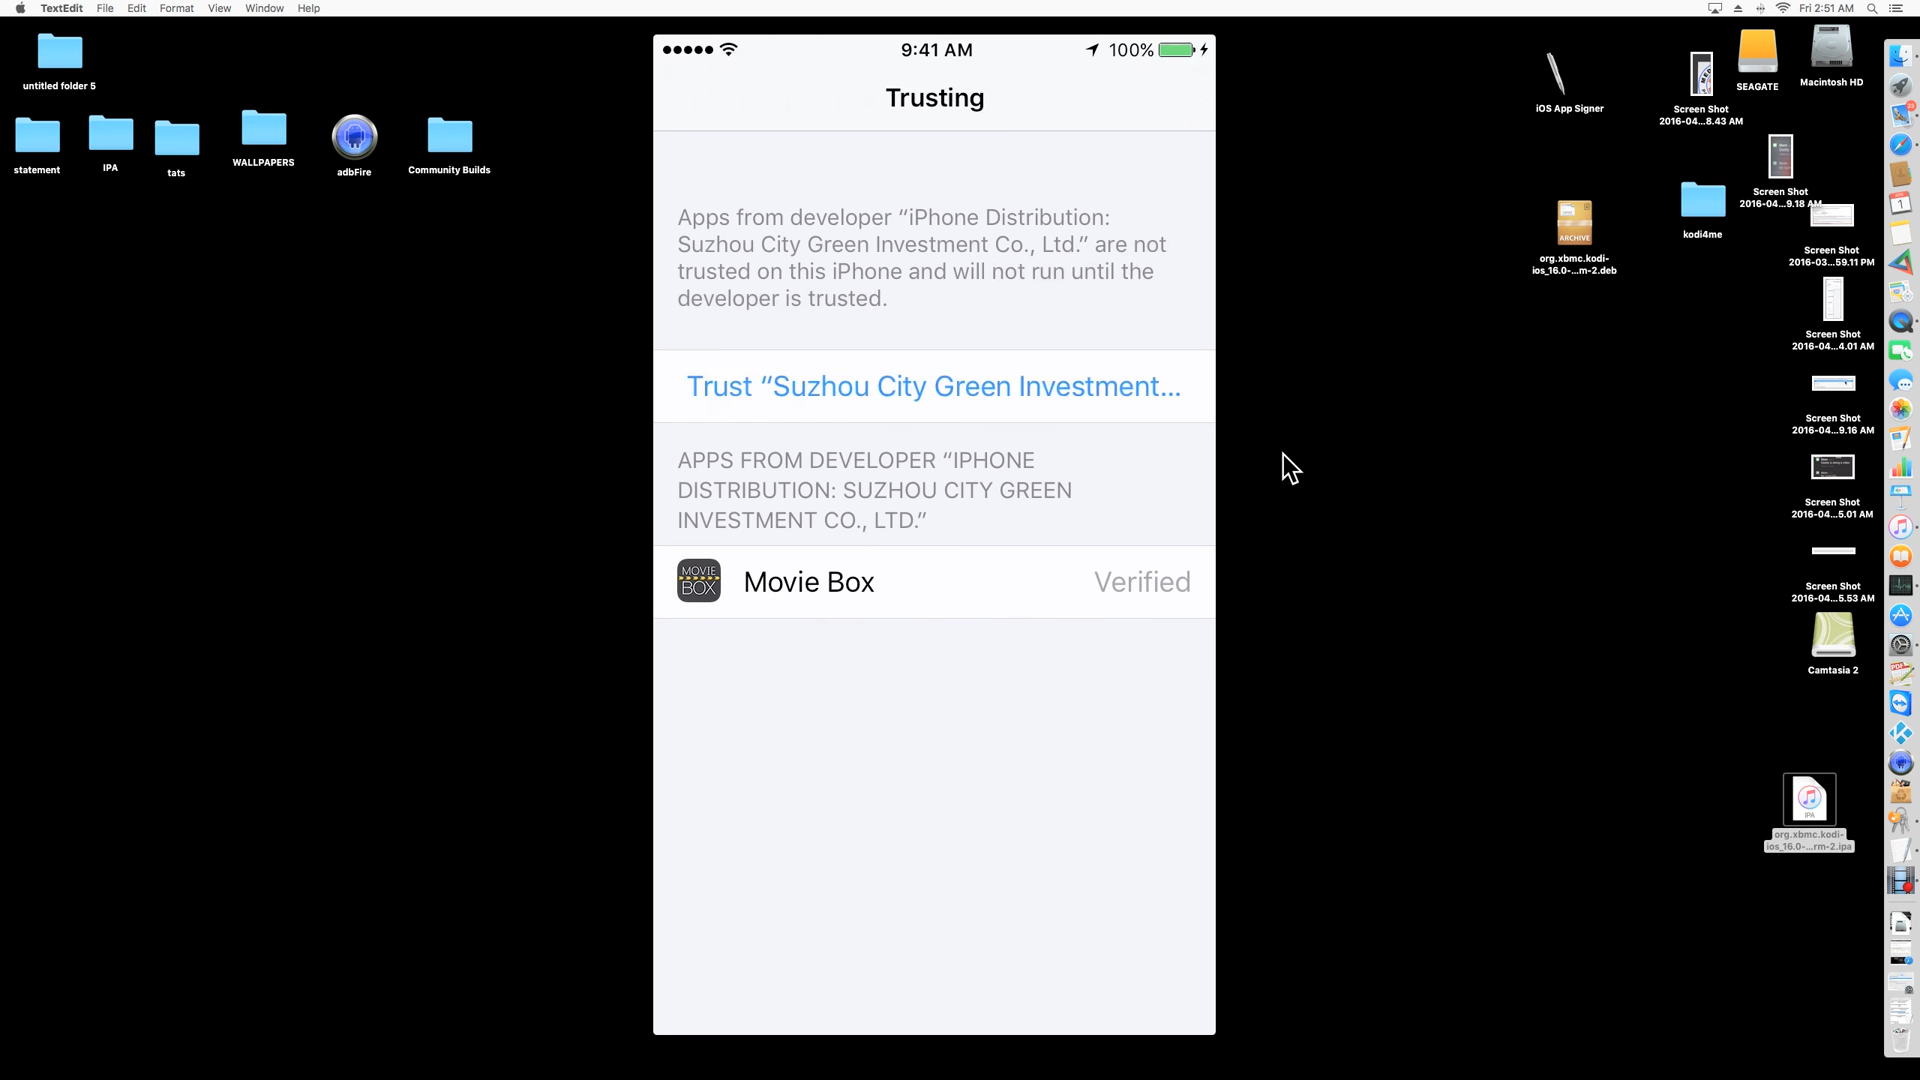 TextEdit File Edit Format View Window Help
Fri 2:51 AM
untitled folder 5
statement
IPA
tats
WALLPAPERS
adbFire
Community Builds
9:41 AM
100%
Trusting
Apps from developer “iPhone Distribution:
Suzhou City Green Investment Co., Ltd.” are not
trusted on this iPhone and will not run until the
developer is trusted.
Trust “Suzhou City Green Investment...
APPS FROM DEVELOPER “IPHONE
DISTRIBUTION: SUZHOU CITY GREEN
INVESTMENT CO., LTD.”
MOVIE
BOX
Movie Box
Verified
iOS App Signer
Screen Shot
2016-04...8.43 AM
SEAGATE
Macintosh HD
Screen Shot
2016-04...9.18 AM
ARCHIVE
org.xbmc.kodi-
ios_16.0-...m-2.deb
kodi4me
Screen Shot
2016-03...59.11 PM
Screen Shot
2016-04...4.01 AM
Screen Shot
2016-04...9.16 AM
Screen Shot
2016-04...5.01 AM
Screen Shot
2016-04...5.53 AM
Camtasia 2
IPA
org.xbmc.kodi-
ios_16.0-...rm-2.ipa